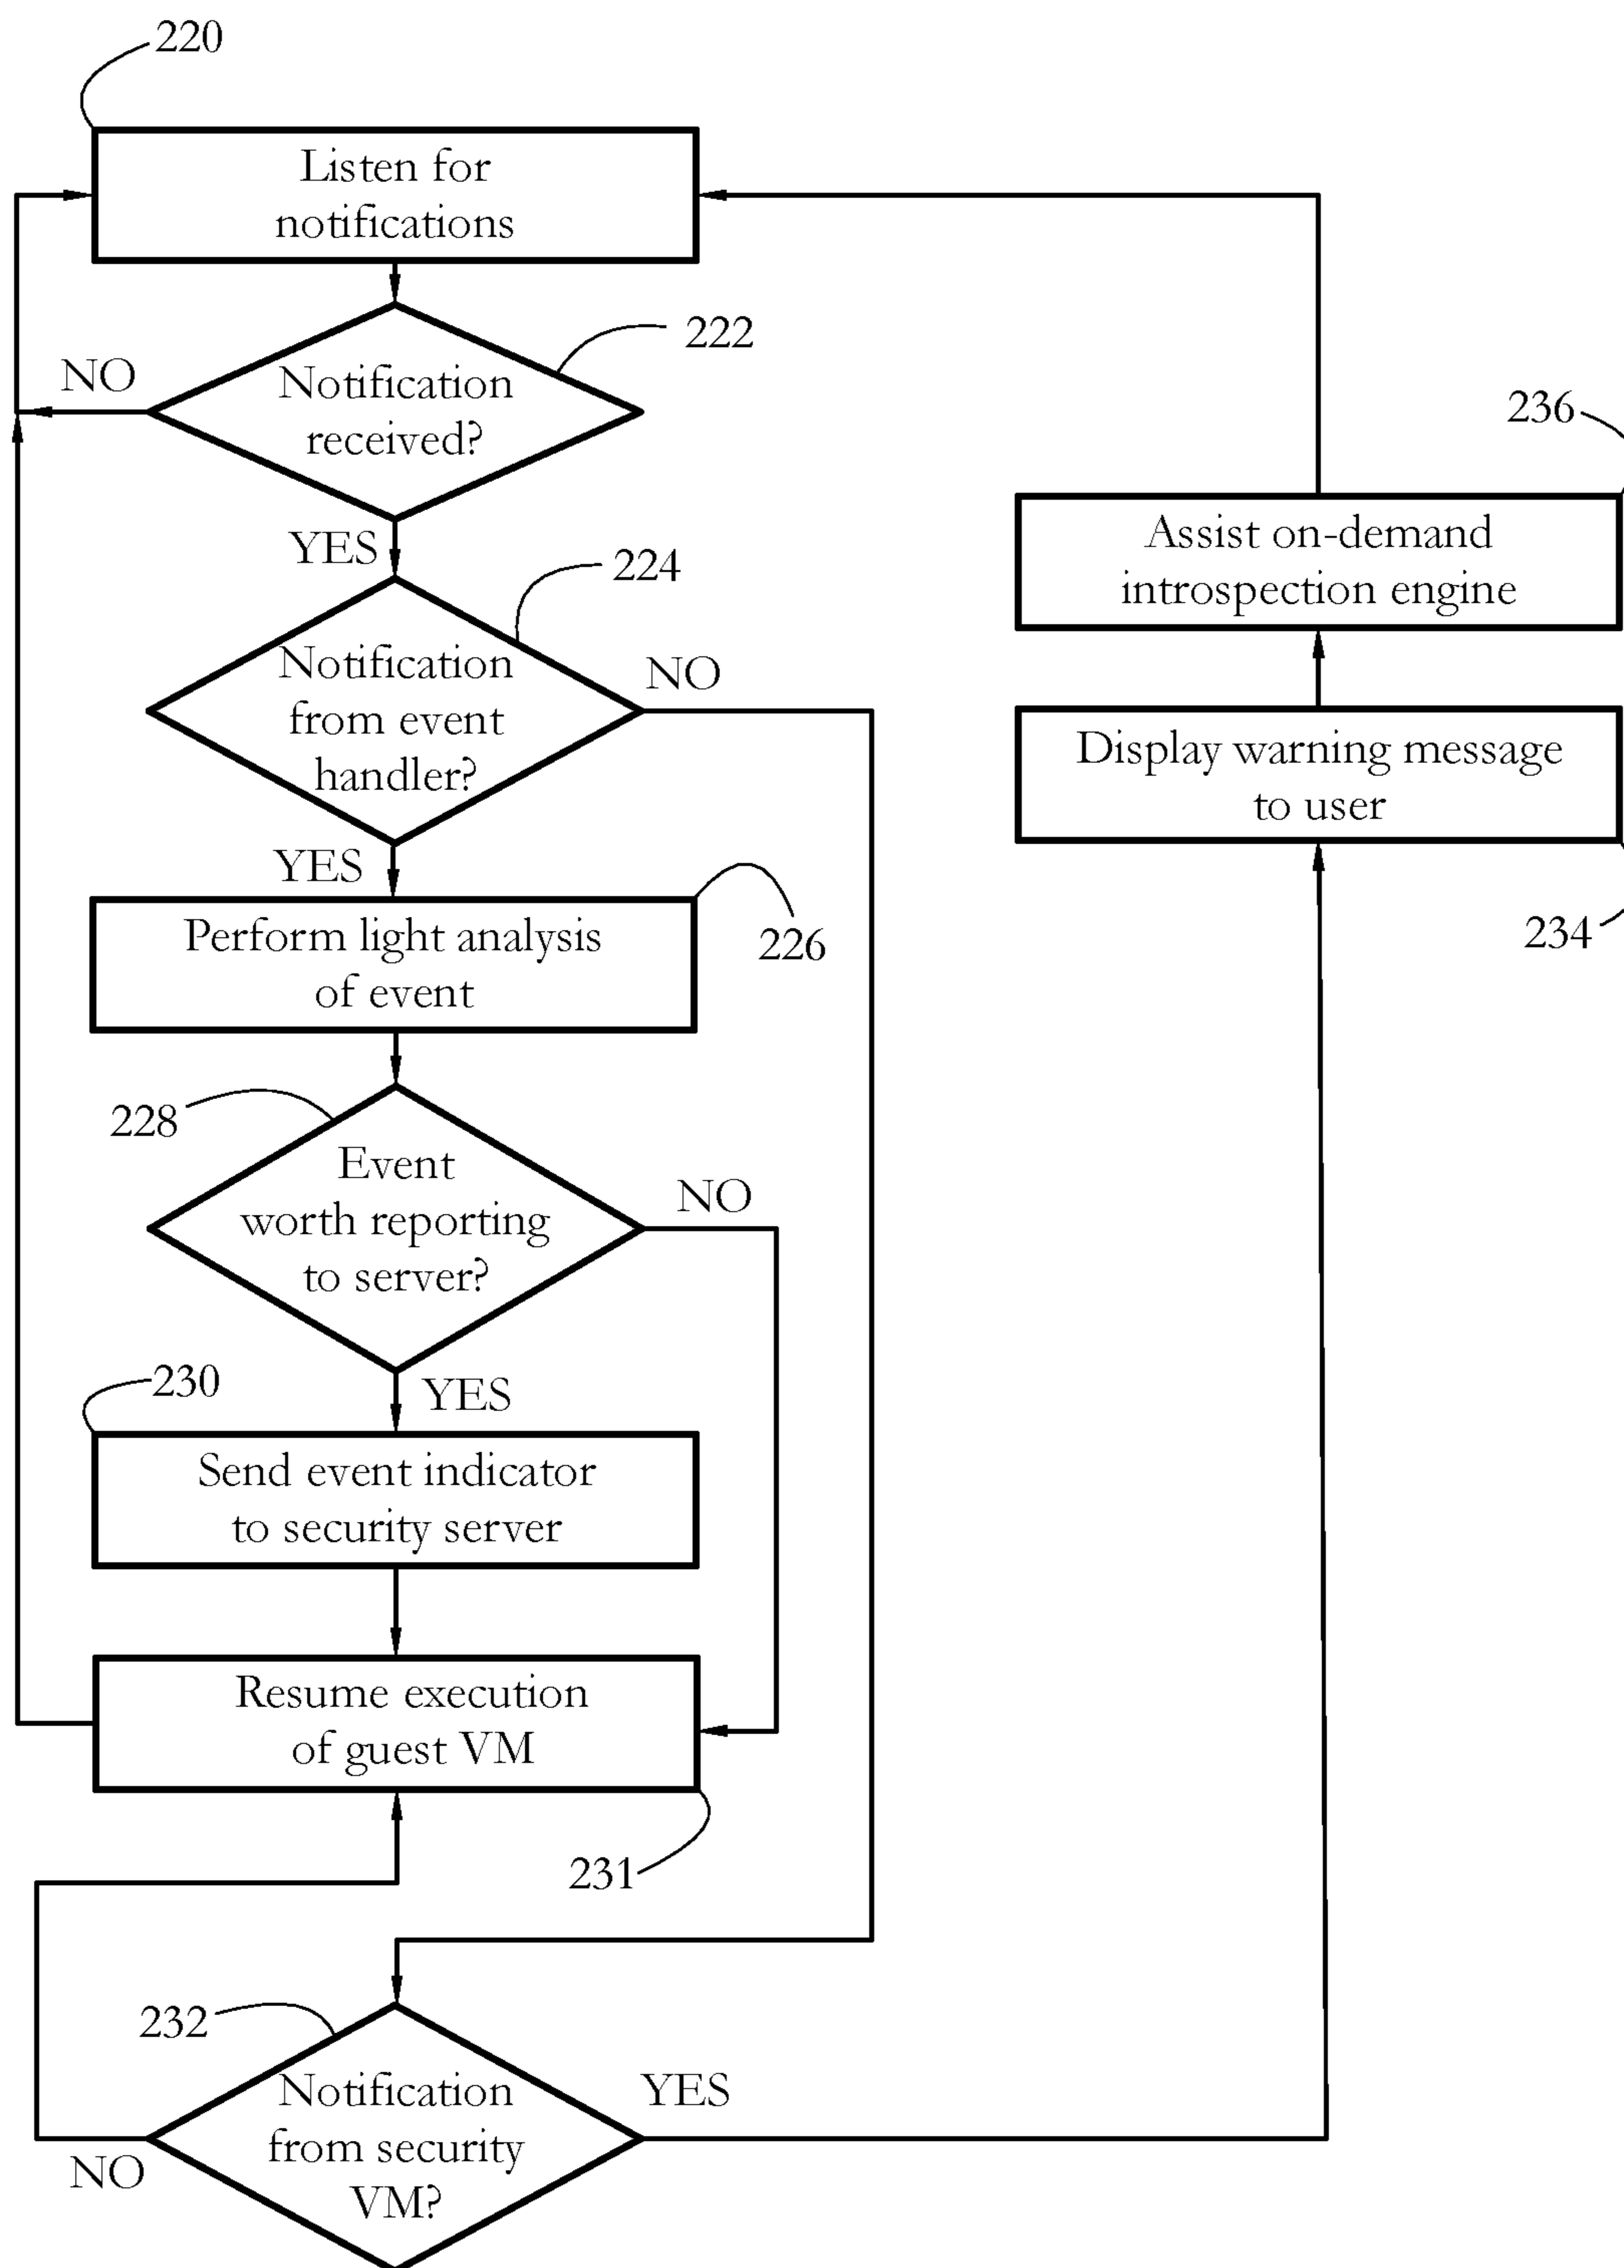 220
Listen for
notifications
222
NO
Notification
received?
YES
224
Notification
from event
handler?
NO
YES
226
Perform light analysis
of event
228
Event
worth reporting
to server?
NO
YES
230
Send event indicator
to security server
Resume execution
of guest VM
231
232
Notification
from security
VM?
YES
NO
236
Assist on-demand
introspection engine
Display warning message
to user
234